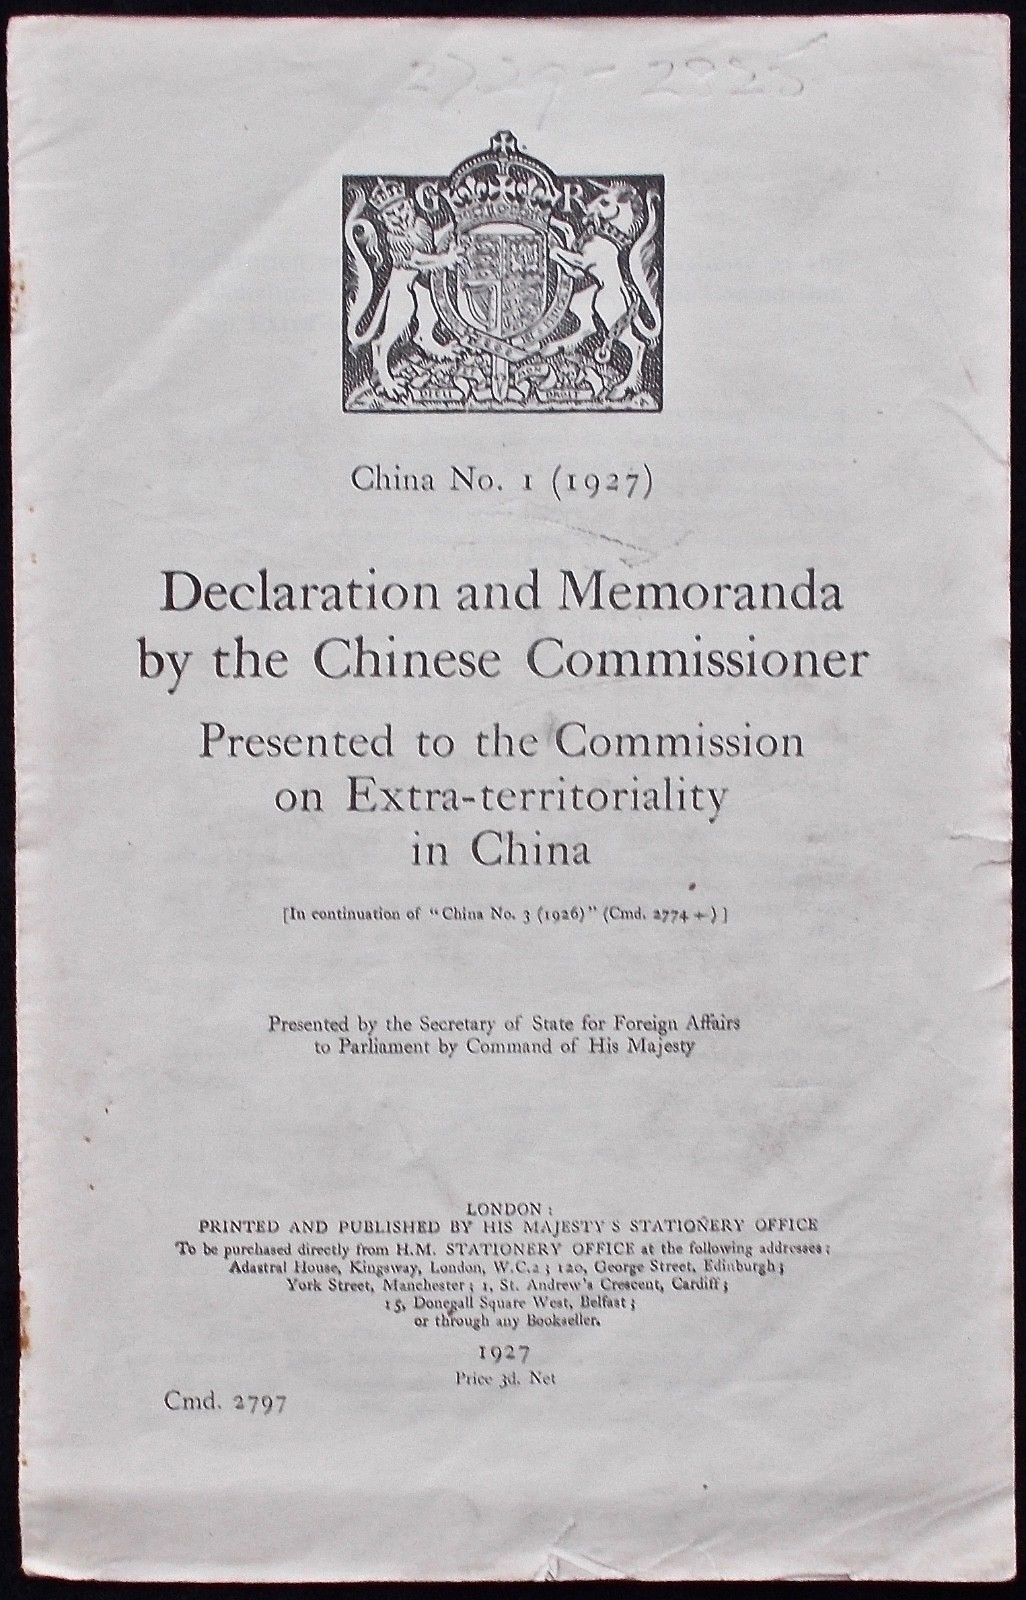 G R
DIEU ET MON DROIT
China No. 1 (1927)
Declaration and Memoranda
by the Chinese Commissioner
Presented to the Commission
on Extra-territoriality
in China
[In continuation of "China No. 3 (1926)" (Cmd. 2774 +)]
Presented by the Secretary of State for Foreign Affairs
to Parliament by Command of His Majesty
LONDON:
PRINTED AND PUBLISHED BY HIS MAJESTY'S STATIONERY OFFICE
To be purchased directly from H.M. STATIONERY OFFICE at the following addresses:
Adastral House, Kingsway, London, W.C.2; 120, George Street, Edinburgh;
York Street, Manchester; 1, St. Andrew's Crescent, Cardiff;
15, Donegall Square West, Belfast;
or through any Bookseller.
1927
Price 3d. Net
Cmd. 2797